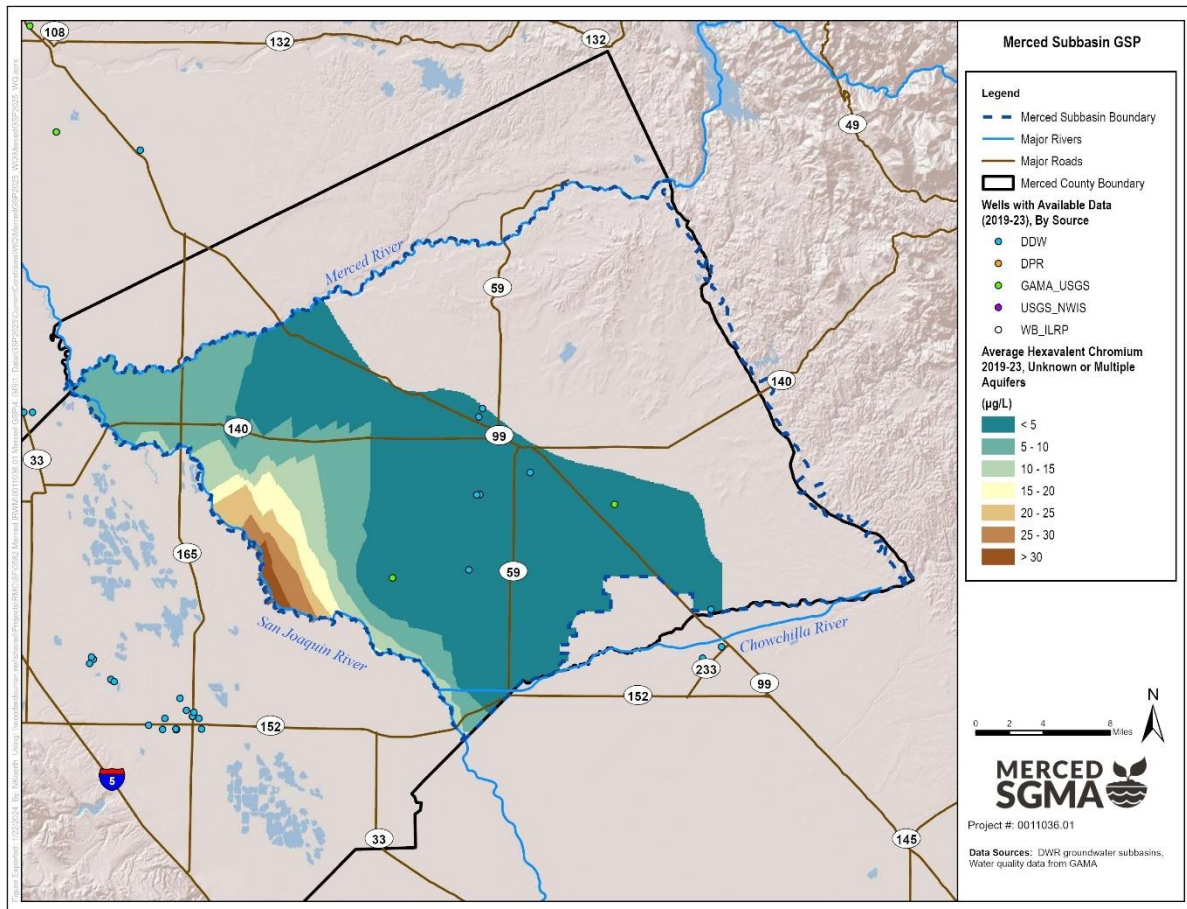 108
132
132
49
Merced River
59
140
140
99
33
165
59
San Joaquin River
Chowchilla River
233
152
99
152
5
33
145
Merced Subbasin GSP
Legend
Merced Subbasin Boundary
Major Rivers
Major Roads
Merced County Boundary
Wells with Available Data
(2019-23), By Source
DDW
DPR
GAMA_USGS
USGS_NWIS
WB_ILRP
Average Hexavalent Chromium
2019-23, Unknown or Multiple
Aquifers
(µg/L)
< 5
5 - 10
10 - 15
15 - 20
20 - 25
25 - 30
> 30
N
0 2 4 8
Miles
MERCED
SGMA
Project #: 0011036.01
Data Sources: DWR groundwater subbasins,
Water quality data from GAMA